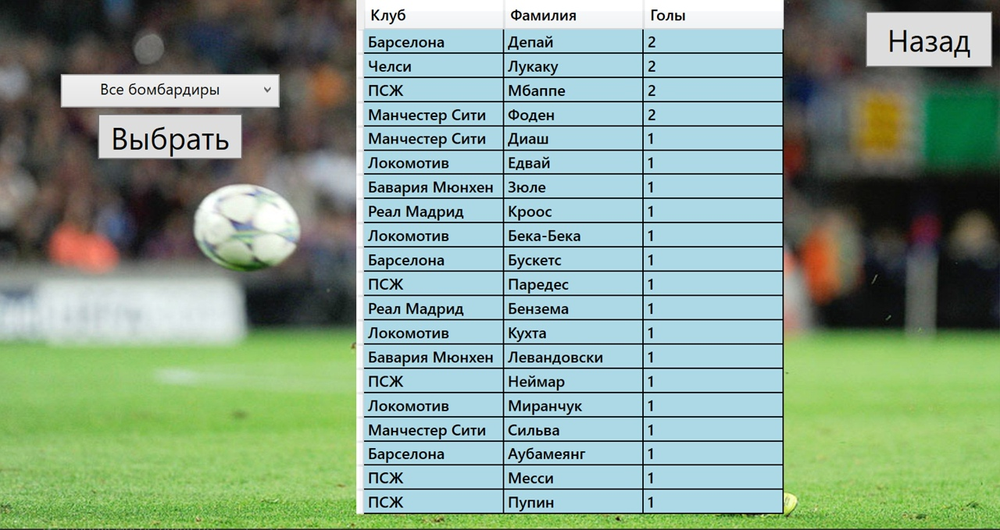 Клуб Фамилия Голы
Назад
Барселона Депай 2
Челси Лукаку 2
Все бомбардиры
ПСЖ Мбаппе 2
Манчестер Сити Фоден 2
Выбрать
Манчестер Сити Диаш 1
Локомотив Едвай 1
Бавария Мюнхен Зюле 1
Реал Мадрид Кроос 1
Локомотив Бека-Бека 1
Барселона Бускетс 1
ПСЖ Паредес 1
Реал Мадрид Бензема 1
Локомотив Кухта 1
Бавария Мюнхен Левандовски 1
ПСЖ Неймар 1
Локомотив Миранчук 1
Манчестер Сити Сильва 1
Барселона Аубамеянг 1
ПСЖ Месси 1
ПСЖ Пупин 1